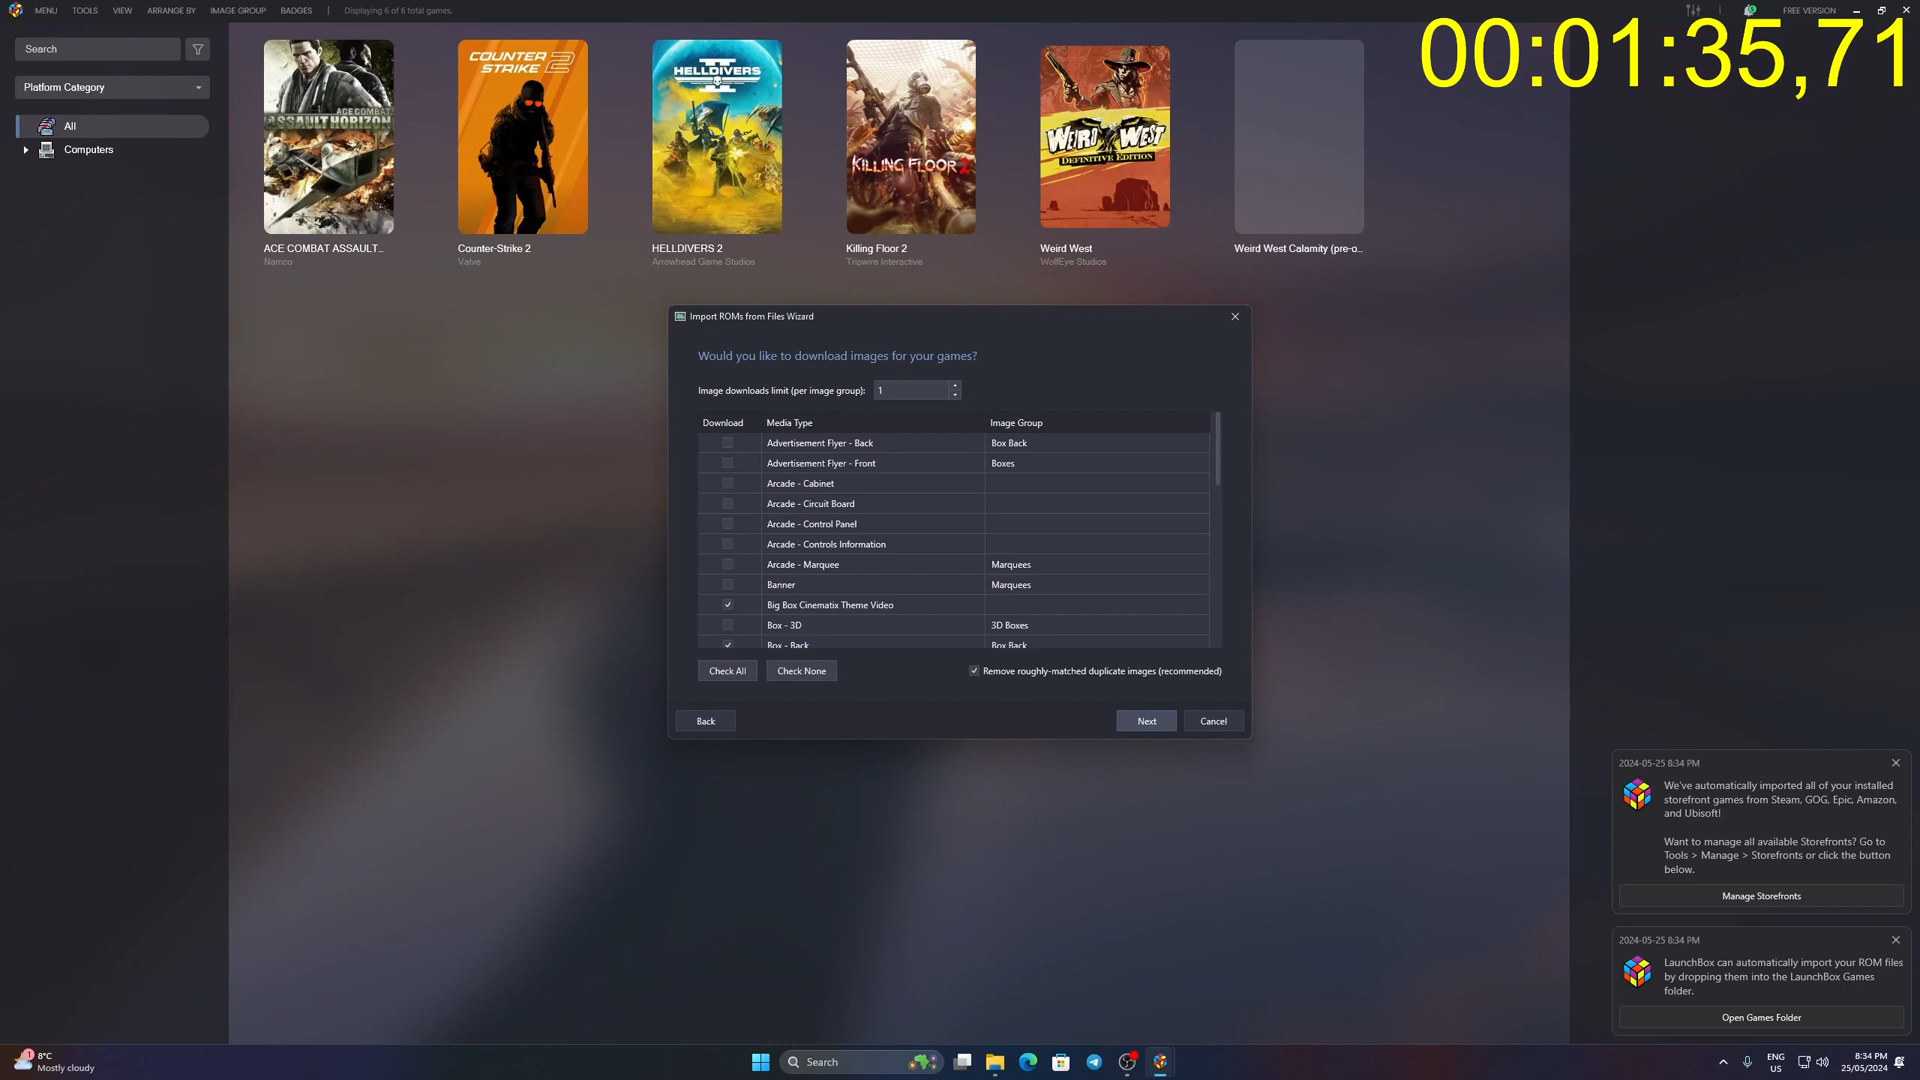 MENU TOOLS VIEW ARRANGE BY IMAGE GROUP BADGES Displaying 6 of 6 total games. FREE VERSION
00:01:35,71
Search
Platform Category
All
Computers
ACE COMBAT
ASSAULT HORIZON
COUNTER
STRIKE 2
HELLDIVERS
II
KILLING FLOOR 2
WEIRD WEST
DEFINITIVE EDITION
ACE COMBAT ASSAULT...
Namco
Counter-Strike 2
Valve
HELLDIVERS 2
Arrowhead Game Studios
Killing Floor 2
Tripwire Interactive
Weird West
WolfEye Studios
Weird West Calamity (pre-o...
Import ROMs from Files Wizard
Would you like to download images for your games?
Image downloads limit (per image group): 1
Download Media Type Image Group
Advertisement Flyer - Back Box Back
Advertisement Flyer - Front Boxes
Arcade - Cabinet
Arcade - Circuit Board
Arcade - Control Panel
Arcade - Controls Information
Arcade - Marquee Marquees
Banner Marquees
Big Box Cinematix Theme Video
Box - 3D 3D Boxes
Box - Back Box Back
Check All Check None Remove roughly-matched duplicate images (recommended)
Back Next Cancel
2024-05-25 8:34 PM
We've automatically imported all of your installed
storefront games from Steam, GOG, Epic, Amazon,
and Ubisoft!
Want to manage all available Storefronts? Go to
Tools > Manage > Storefronts or click the button
below.
Manage Storefronts
2024-05-25 8:34 PM
LaunchBox can automatically import your ROM files
by dropping them into the LaunchBox Games
folder.
Open Games Folder
1
8°C
Mostly cloudy
Search
ENG
US
8:34 PM
25/05/2024